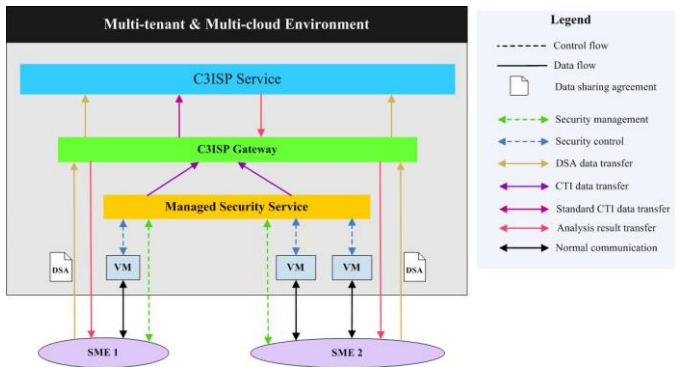 Multi-tenant & Multi-cloud Environment
C3ISP Service
C3ISP Gateway
Managed Security Service
DSA
VM
VM
VM
DSA
SME 1
SME 2
Legend
Control flow
Data flow
Data sharing agreement
Security management
Security control
DSA data transfer
CTI data transfer
Standard CTI data transfer
Analysis result transfer
Normal communication